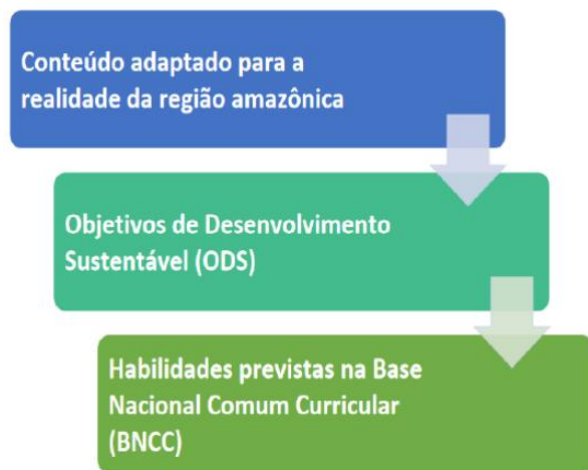 Conteúdo adaptado para a
realidade da região amazônica
Objetivos de Desenvolvimento
Sustentável (ODS)
Habilidades previstas na Base
Nacional Comum Curricular
(BNCC)